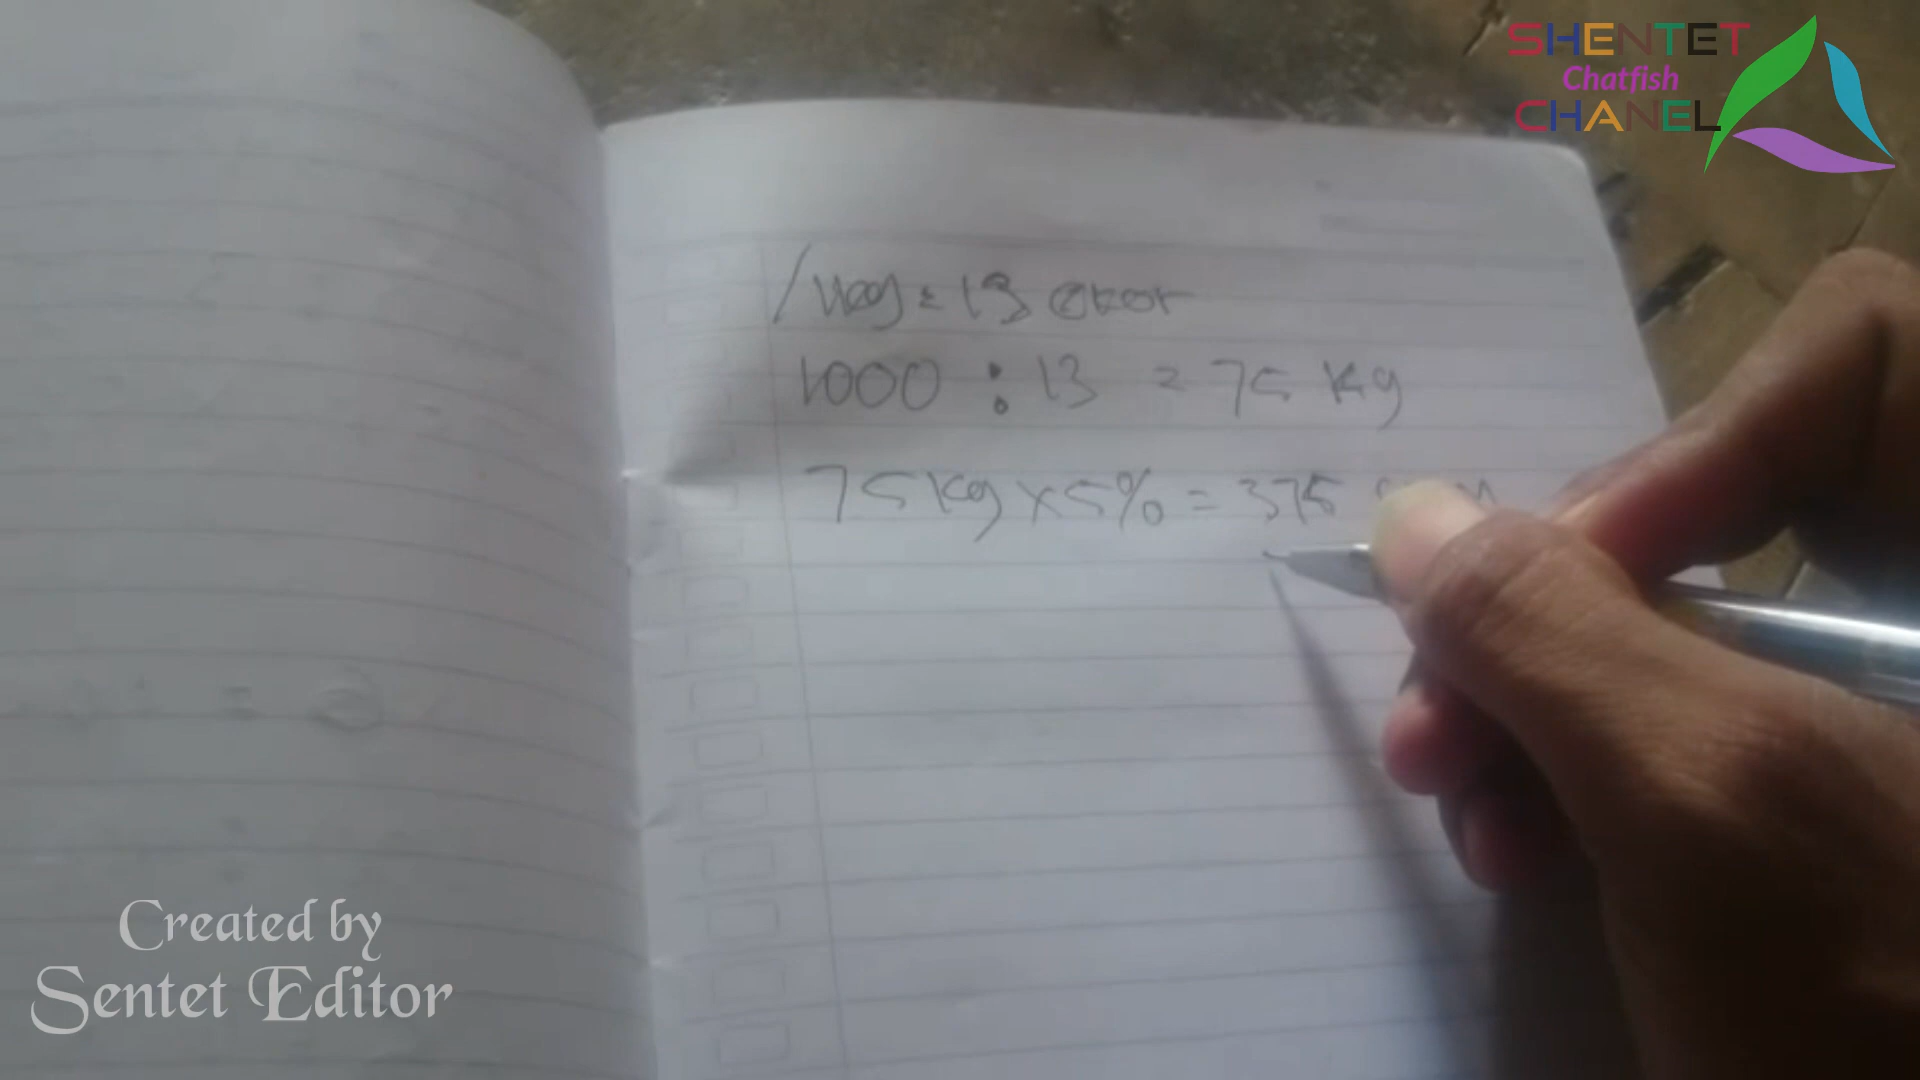 SHENTET
Chatfish
CHANEL
/1kg = 13 ekor
1000 : 13 = 75 kg
75 kg x 5% = 375
Created by
Sentet Editor